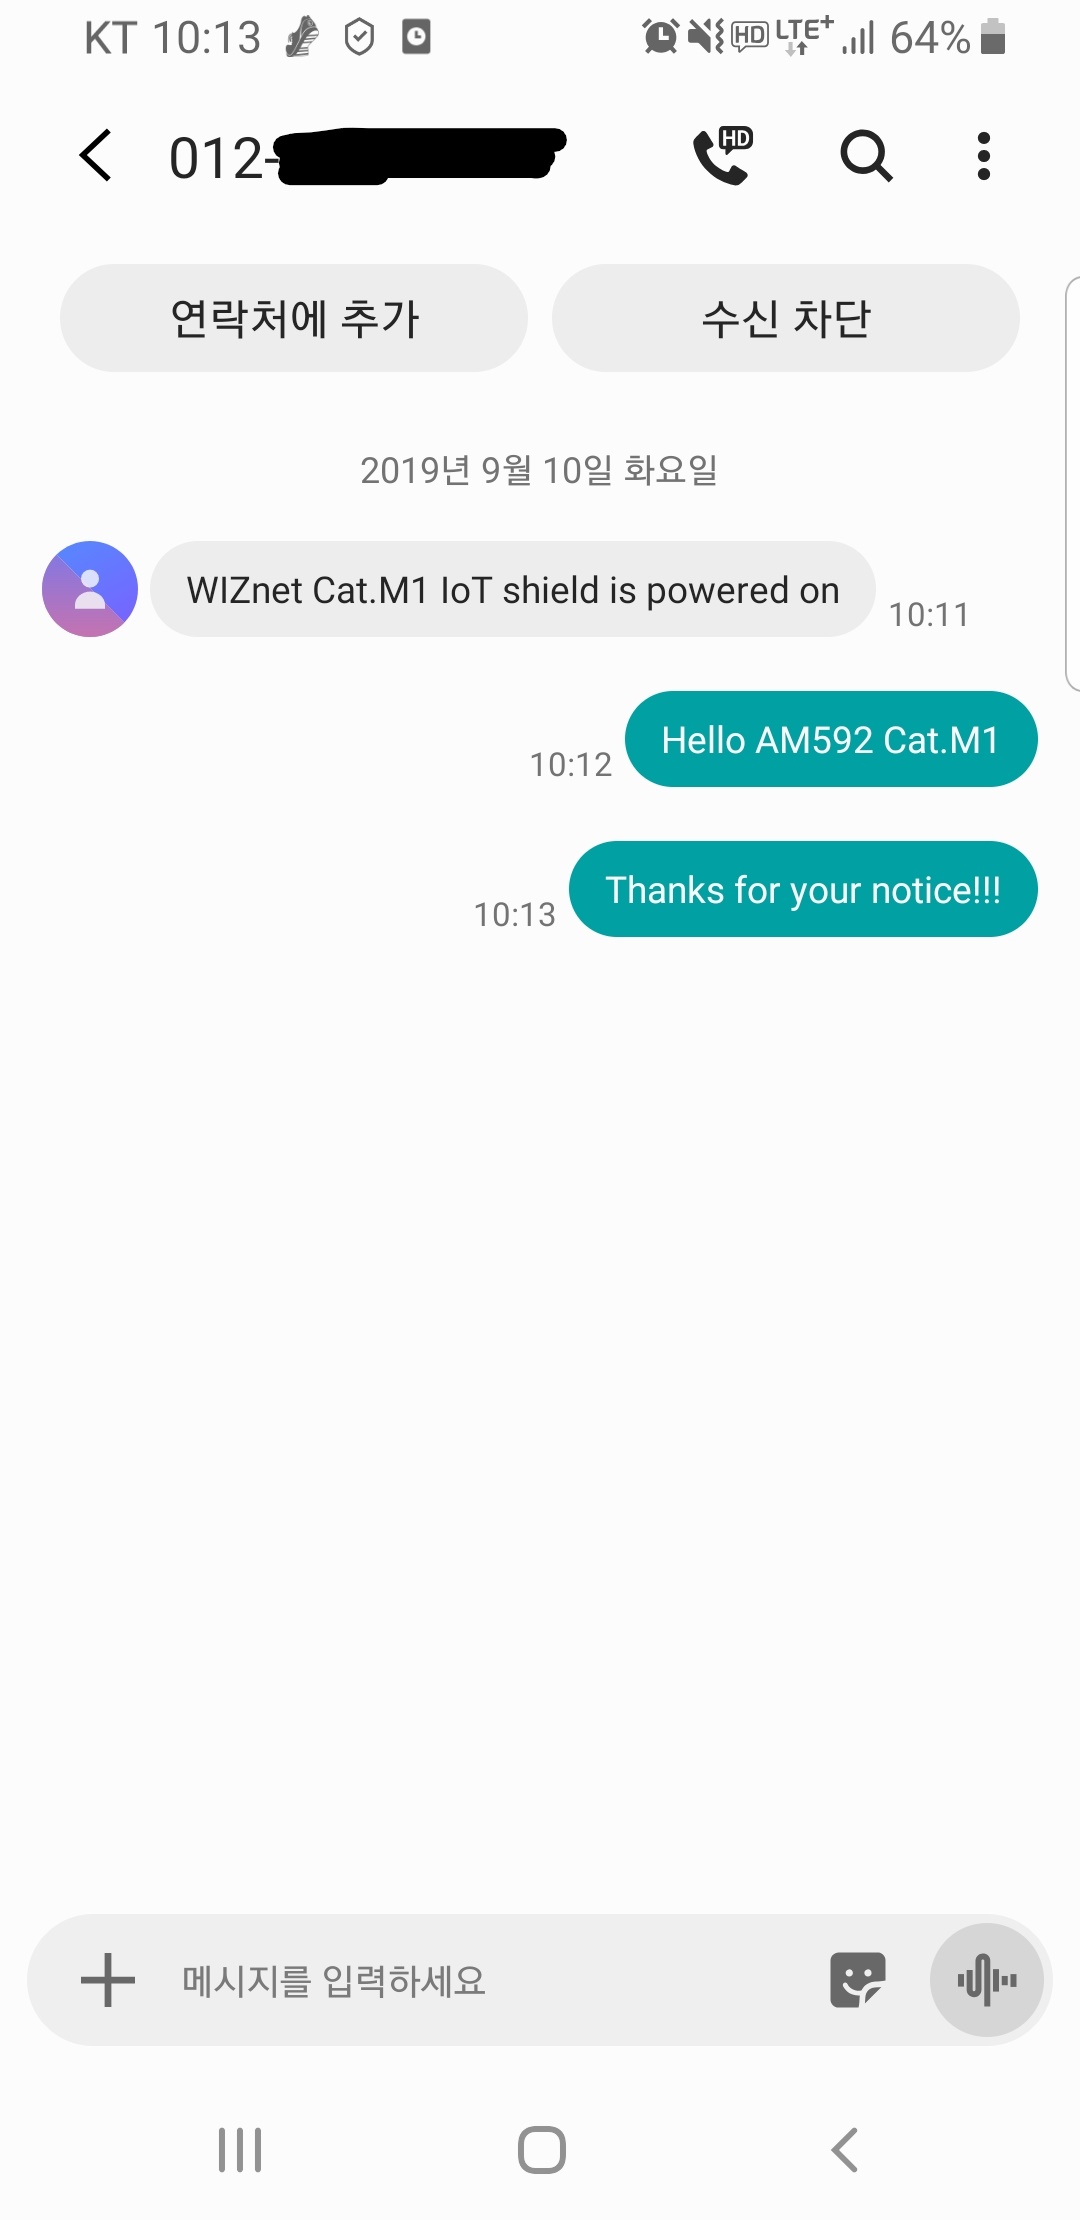 KT 10:13 HD LTE+ 64%
012-
HD
연락처에 추가 수신 차단
2019년 9월 10일 화요일
WIZnet Cat.M1 IoT shield is powered on 10:11
10:12 Hello AM592 Cat.M1
10:13 Thanks for your notice!!!
메시지를 입력하세요